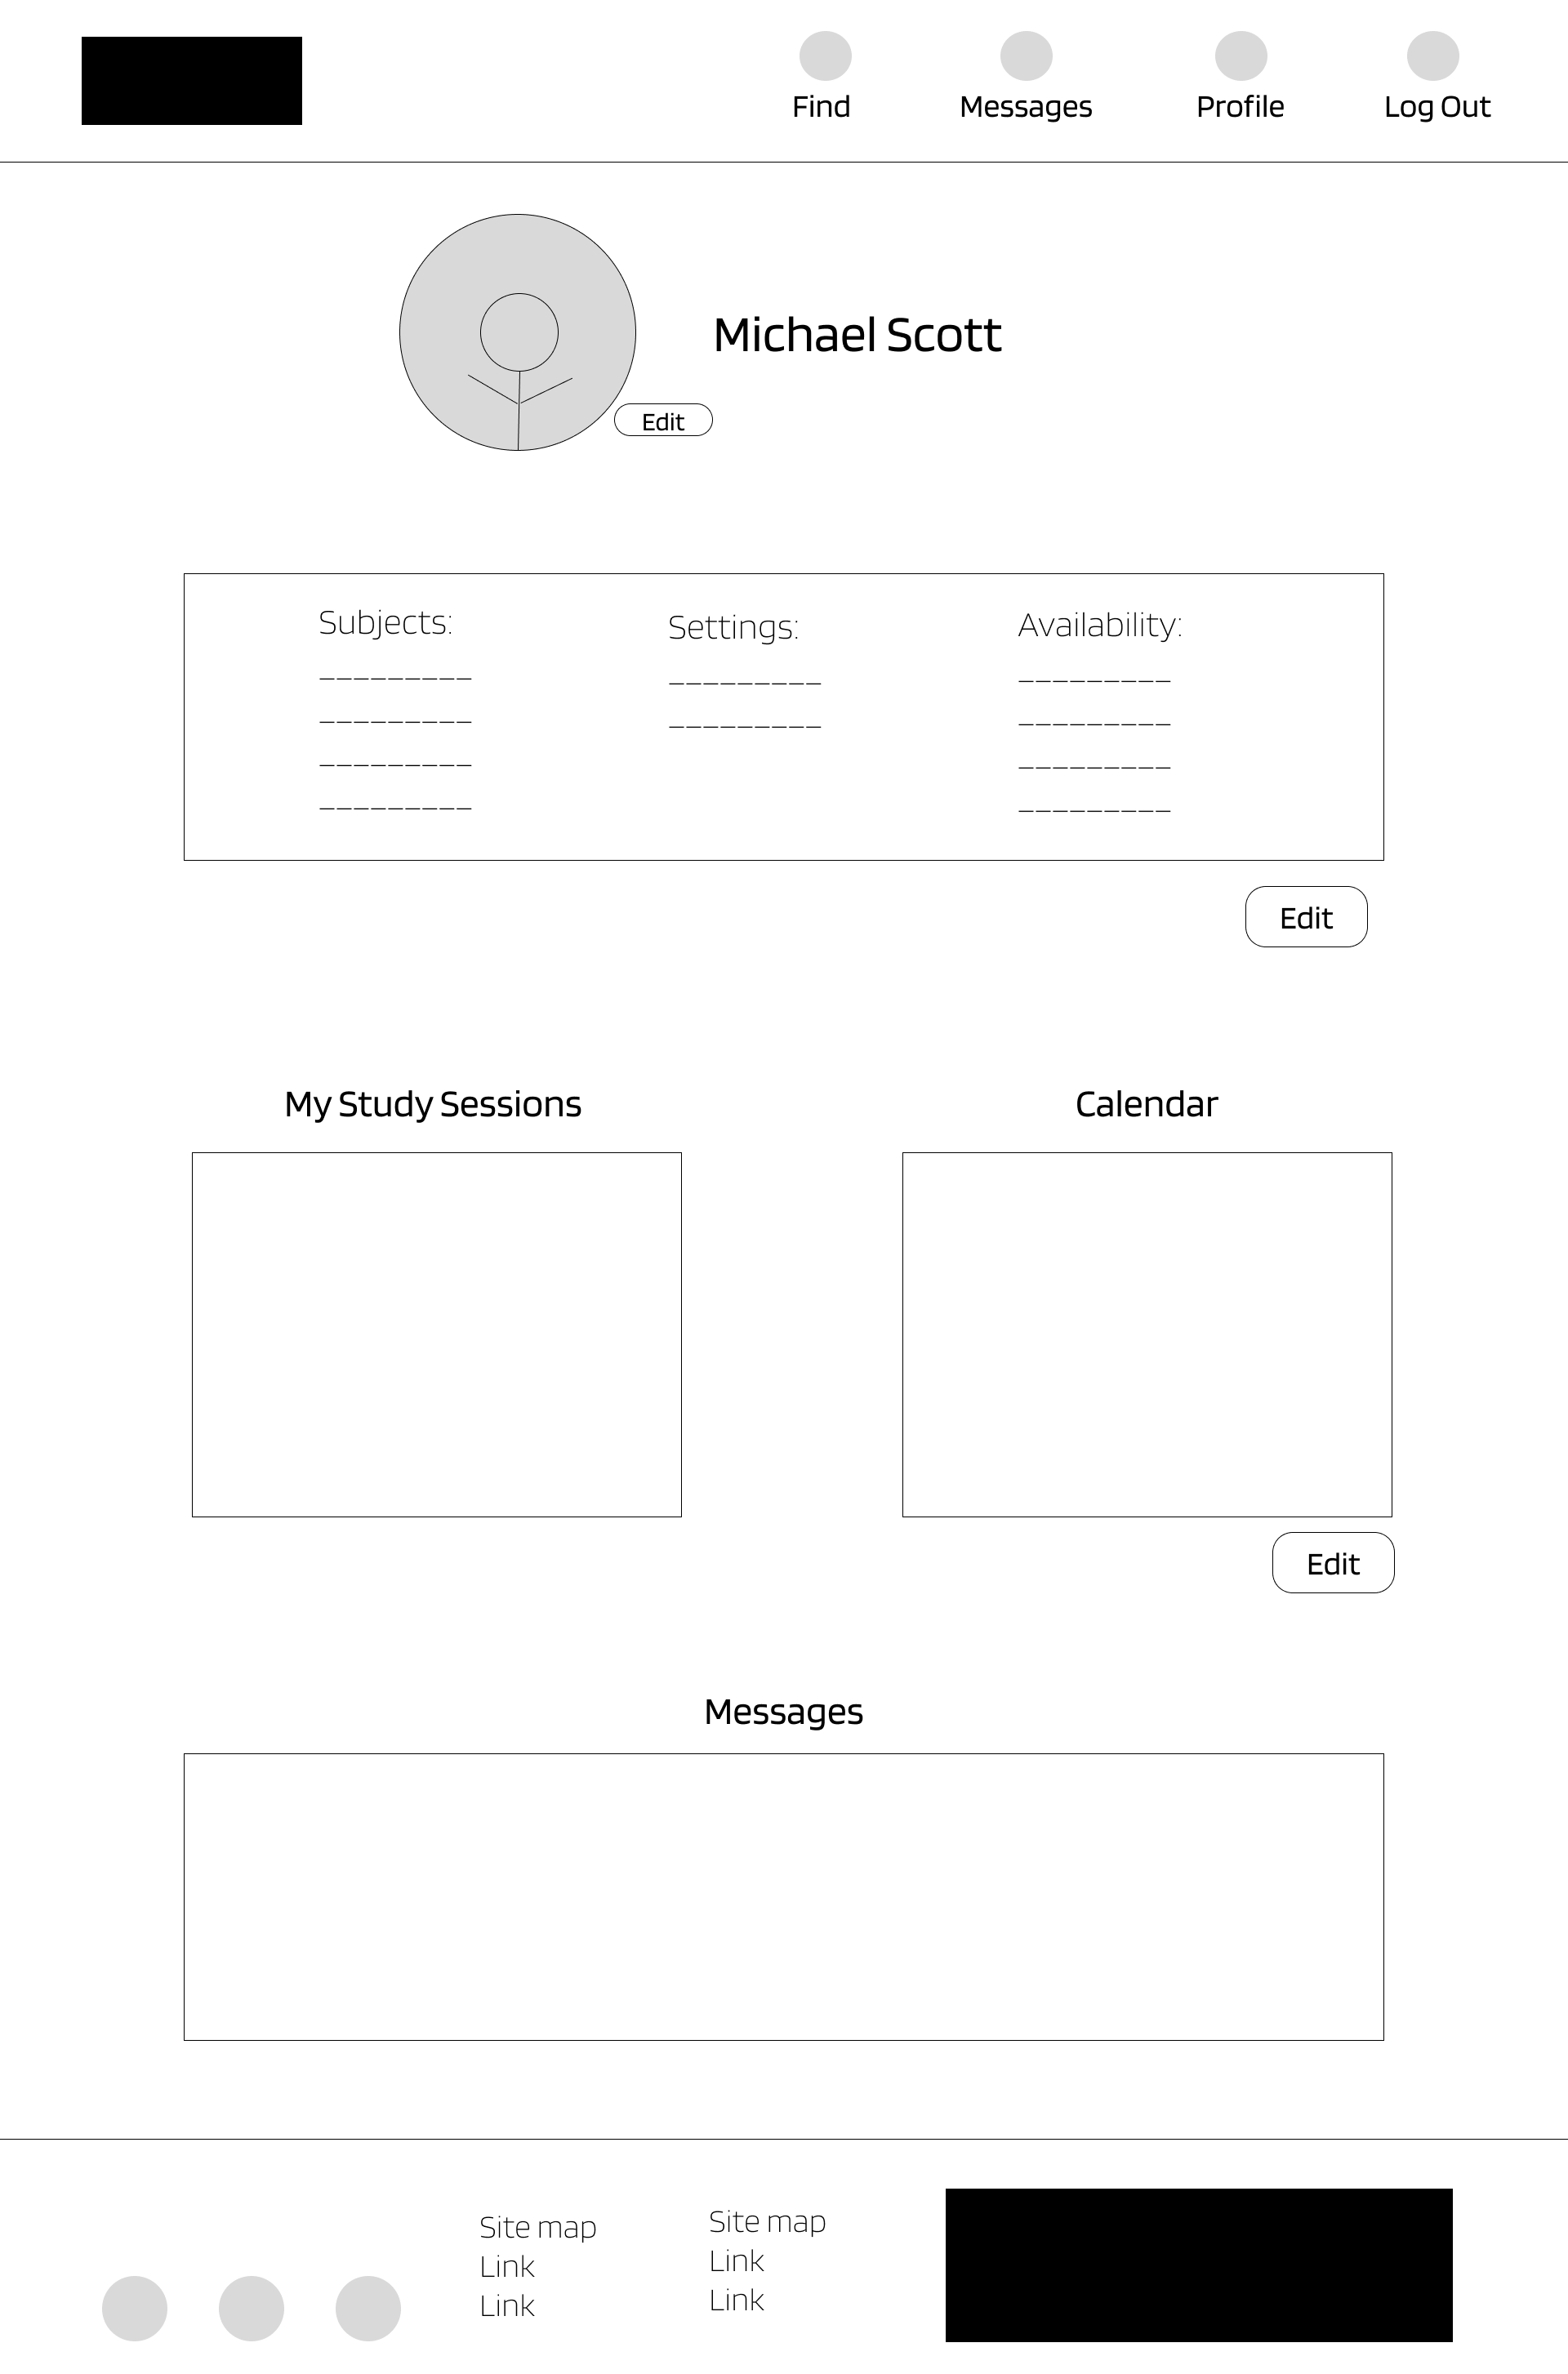 Find Messages Profile Log Out
Michael Scott
Edit
Subjects: Settings: Availability:
_________ _________ _________
_________ _________ _________
_________ _________
_________ _________
Edit
My Study Sessions Calendar
Edit
Messages
Site map Site map
Link Link
Link Link